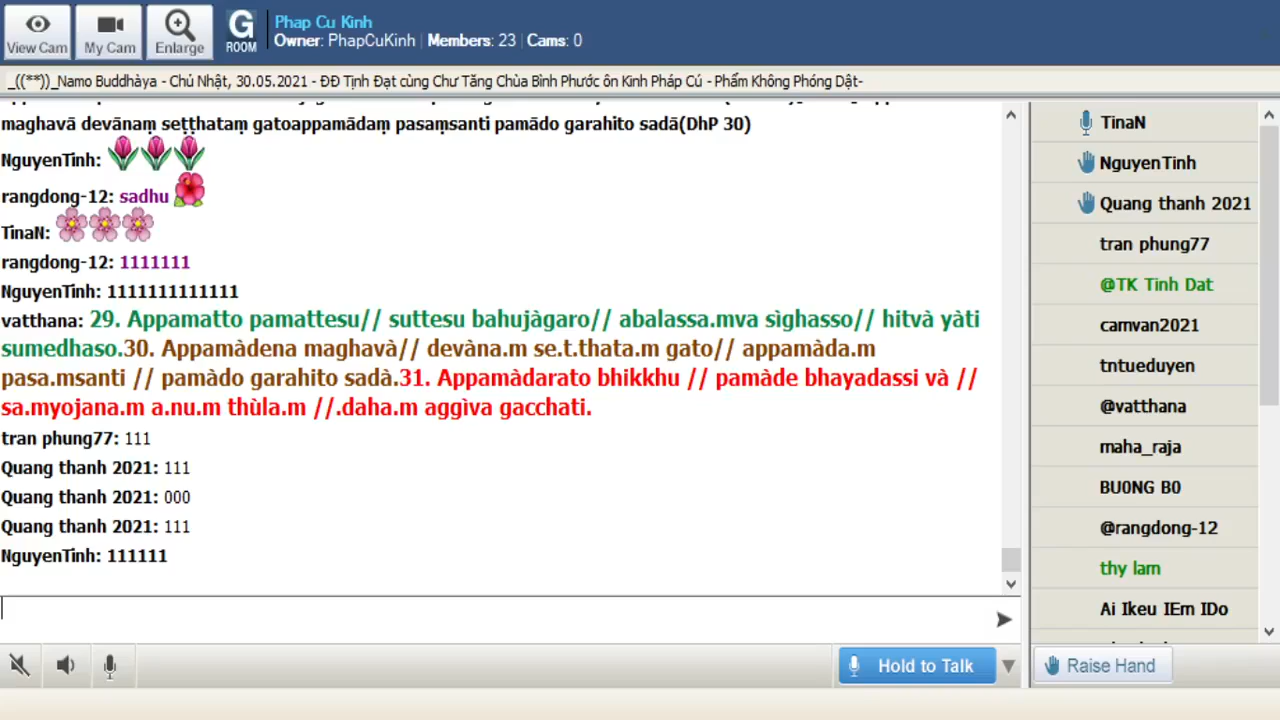 View Cam
My Cam
Enlarge
G
ROOM
Phap Cu Kinh
Owner: PhapCuKinh | Members: 23 | Cams: 0
_((**))_Namo Buddhàya - Chủ Nhật, 30.05.2021 - ĐĐ Tịnh Đạt cùng Chư Tăng Chùa Bình Phước ôn Kinh Pháp Cú - Phẩm Không Phóng Dật-
maghavā devānaṃ seṭṭhataṃ gatoappamādaṃ pasaṃsanti pamādo garahito sadā(DhP 30)
NguyenTinh:
rangdong-12: sadhu
TinaN:
rangdong-12: 1111111
NguyenTinh: 1111111111111
vatthana: 29. Appamatto pamattesu// suttesu bahujàgaro// abalassa.mva sìghasso// hitvà yàti
sumedhaso.30. Appamàdena maghavà// devàna.m se.t.thata.m gato// appamàda.m
pasa.msanti // pamàdo garahito sadà.31. Appamàdarato bhikkhu // pamàde bhayadassi và //
sa.myojana.m a.nu.m thùla.m //.daha.m aggìva gacchati.
tran phung77: 111
Quang thanh 2021: 111
Quang thanh 2021: 000
Quang thanh 2021: 111
NguyenTinh: 111111
Hold to Talk
TinaN
NguyenTinh
Quang thanh 2021
tran phung77
@TK Tinh Dat
camvan2021
tntueduyen
@vatthana
maha_raja
BU0NG B0
@rangdong-12
thy lam
Ai Ikeu IEm IDo
Raise Hand